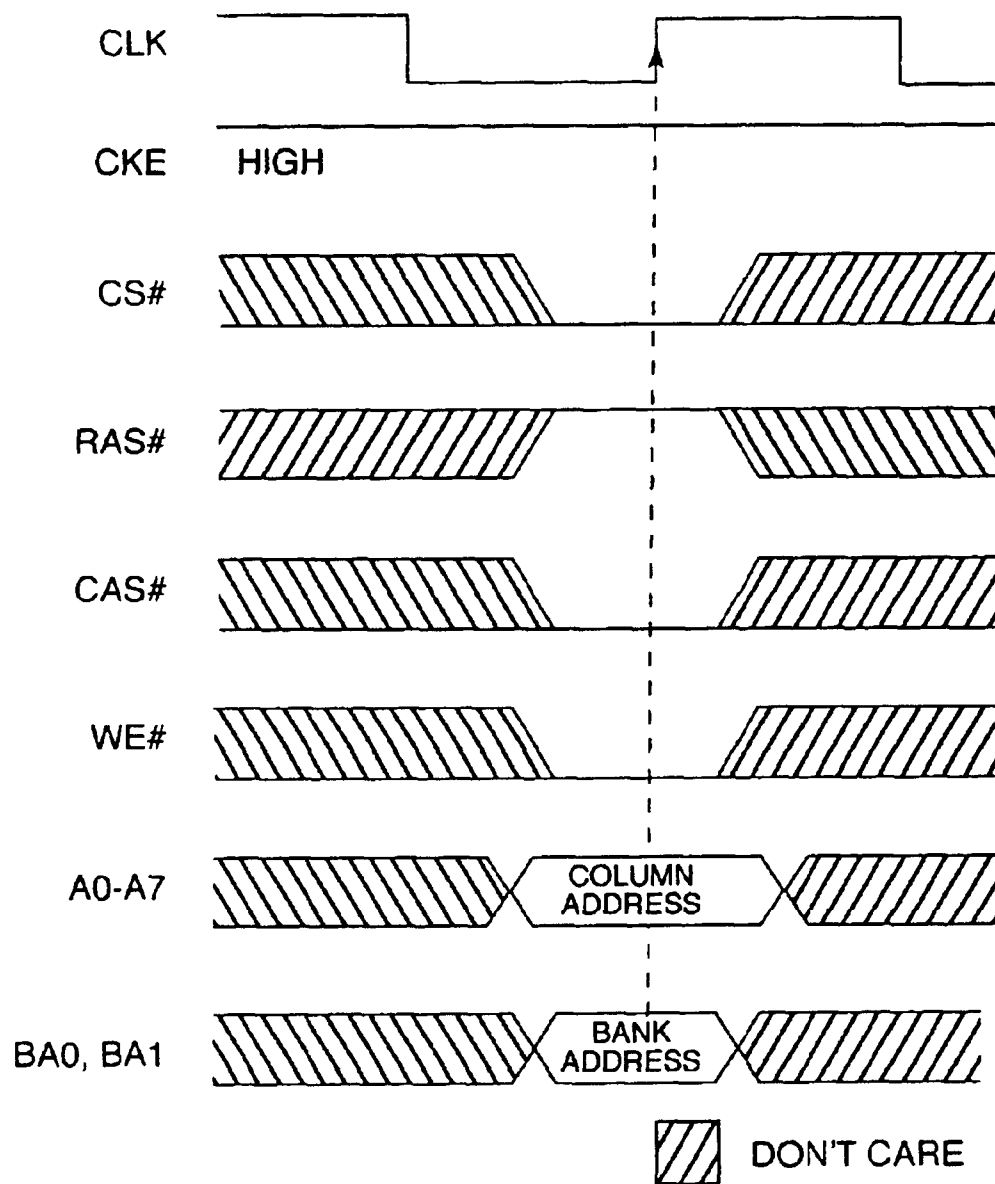 CLK
CKE HIGH
CS#
RAS#
CAS#
WE#
A0-A7 COLUMN
ADDRESS
BA0, BA1 BANK
ADDRESS
DON'T CARE